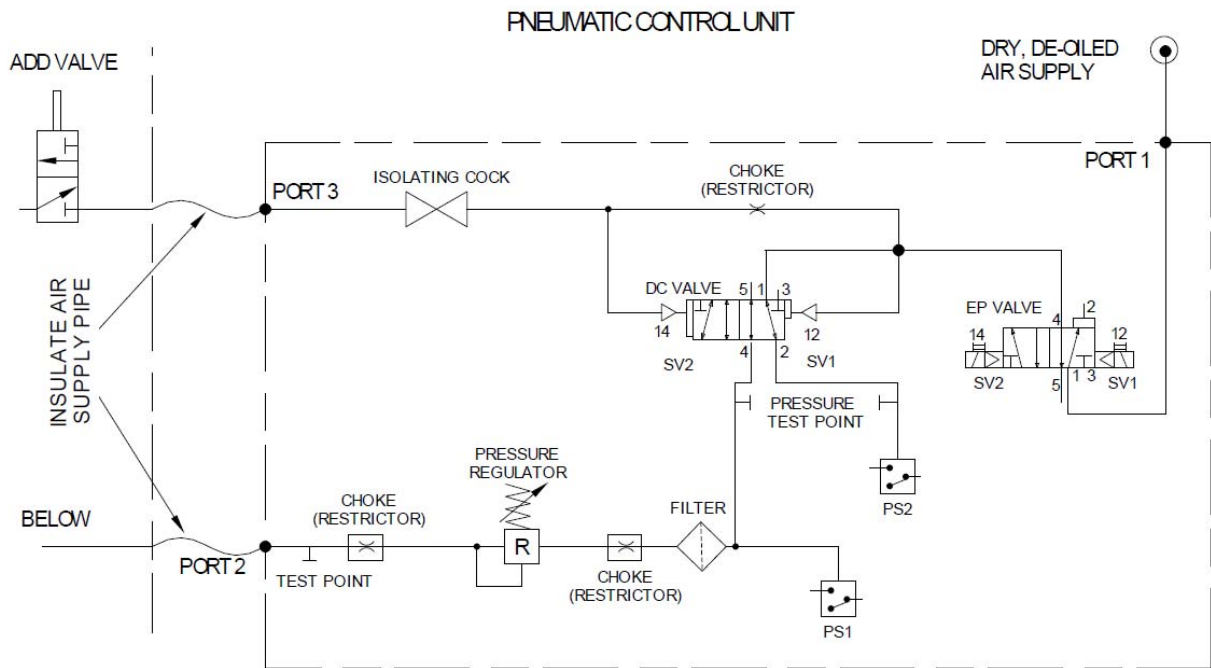 PNEUMATIC CONTROL UNIT
ADD VALVE
DRY, DE-OILED
AIR SUPPLY
PORT 1
PORT 3
ISOLATING COCK
CHOKE
(RESTRICTOR)
INSULATE AIR
SUPPLY PIPE
DC VALVE
5
1
3
14
12
4
2
SV2
SV1
EP VALVE
4
2
14
12
SV2
5
1
3
SV1
PRESSURE
TEST POINT
PS2
PRESSURE
REGULATOR
CHOKE
(RESTRICTOR)
FILTER
BELOW
R
PORT 2
TEST POINT
CHOKE
(RESTRICTOR)
PS1